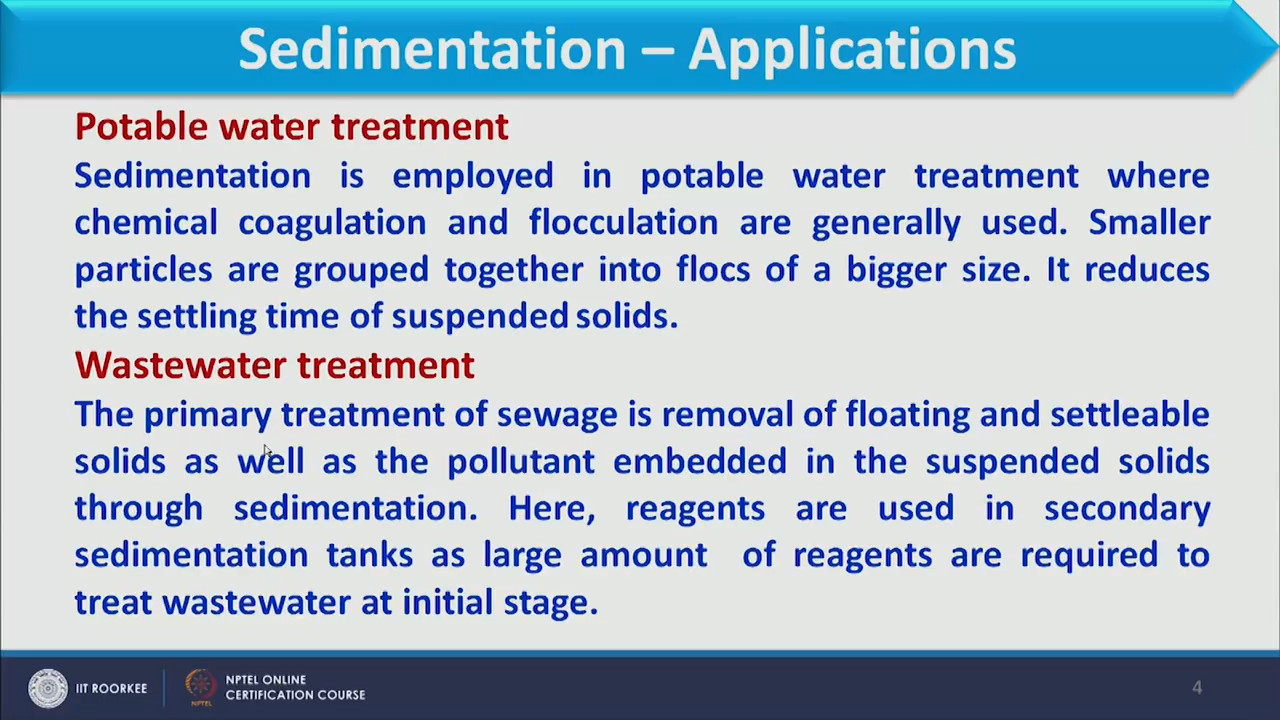 Sedimentation – Applications
Potable water treatment
Sedimentation is employed in potable water treatment where
chemical coagulation and flocculation are generally used. Smaller
particles are grouped together into flocs of a bigger size. It reduces
the settling time of suspended solids.
Wastewater treatment
The primary treatment of sewage is removal of floating and settleable
solids as well as the pollutant embedded in the suspended solids
through sedimentation. Here, reagents are used in secondary
sedimentation tanks as large amount of reagents are required to
treat wastewater at initial stage.
IIT ROORKEE
NPTEL
NPTEL ONLINE
CERTIFICATION COURSE
4